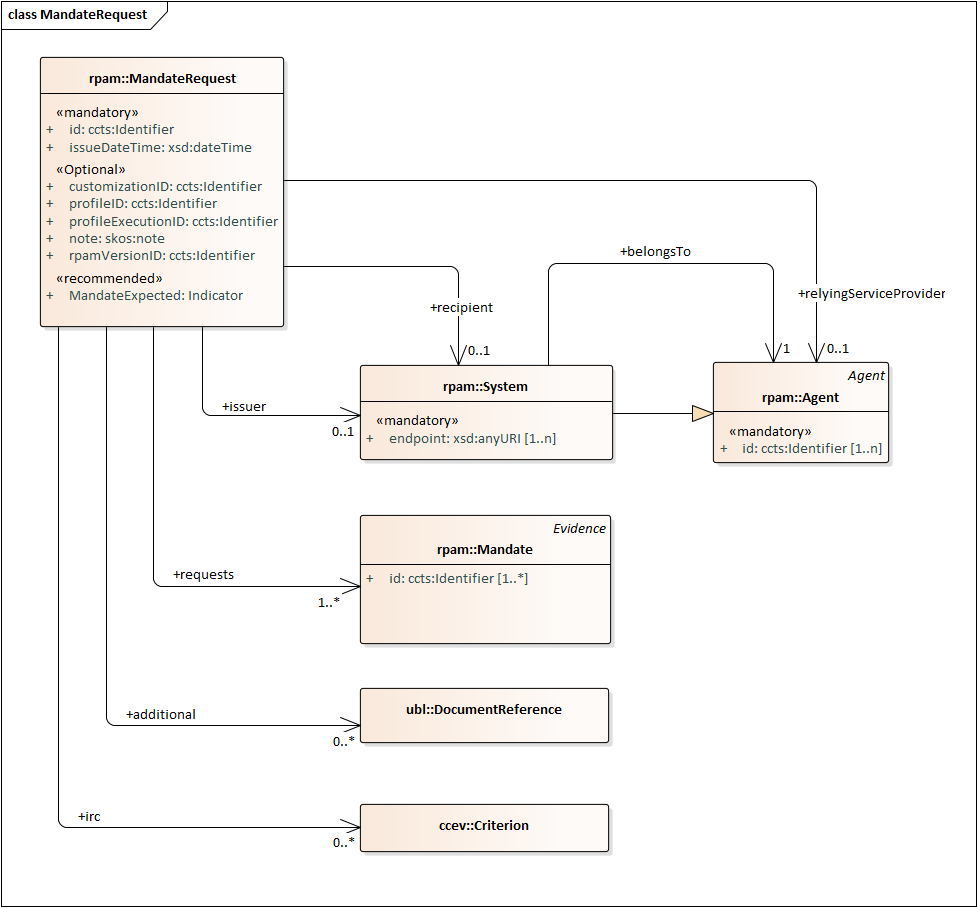 class MandateRequest
rpam::MandateRequest
«mandatory»
+ id: ccts:Identifier
+ issueDateTime: xsd:dateTime
«Optional»
+ customizationID: ccts:Identifier
+ profileID: ccts:Identifier
+ profileExecutionID: ccts:Identifier
+ note: skos:note
+ rpamVersionID: ccts:Identifier
«recommended»
+ MandateExpected: Indicator
+belongsTo
+relyingServiceProvider
+recipient
0..1
1
0..1
rpam::System
«mandatory»
+ endpoint: xsd:anyURI [1..n]
Agent
rpam::Agent
«mandatory»
+ id: ccts:Identifier [1..n]
+issuer
0..1
Evidence
rpam::Mandate
+ id: ccts:Identifier [1..*]
+requests
1..*
ubl::DocumentReference
+additional
0..*
ccev::Criterion
+irc
0..*